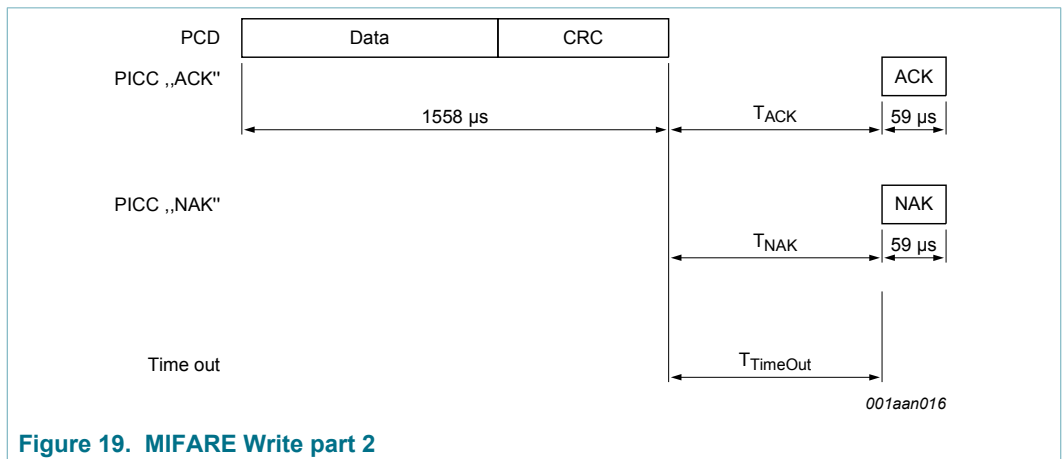 PCD Data CRC
PICC ,,ACK" ACK
1558 µs TACK 59 µs
PICC ,,NAK" NAK
TNAK 59 µs
Time out TTimeOut
001aan016
Figure 19. MIFARE Write part 2